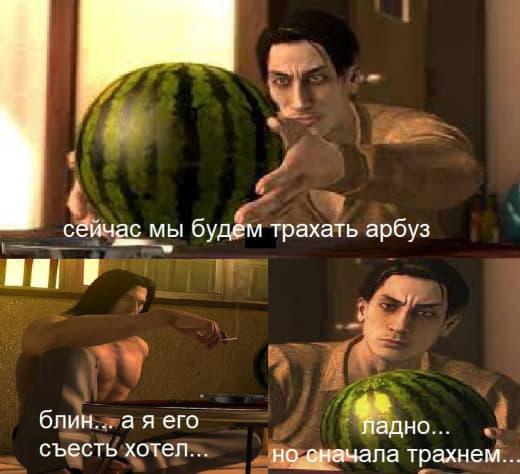 сейчас мы будем трахать арбуз
блин... а я его
съесть хотел...
ладно...
но сначала трахнем...